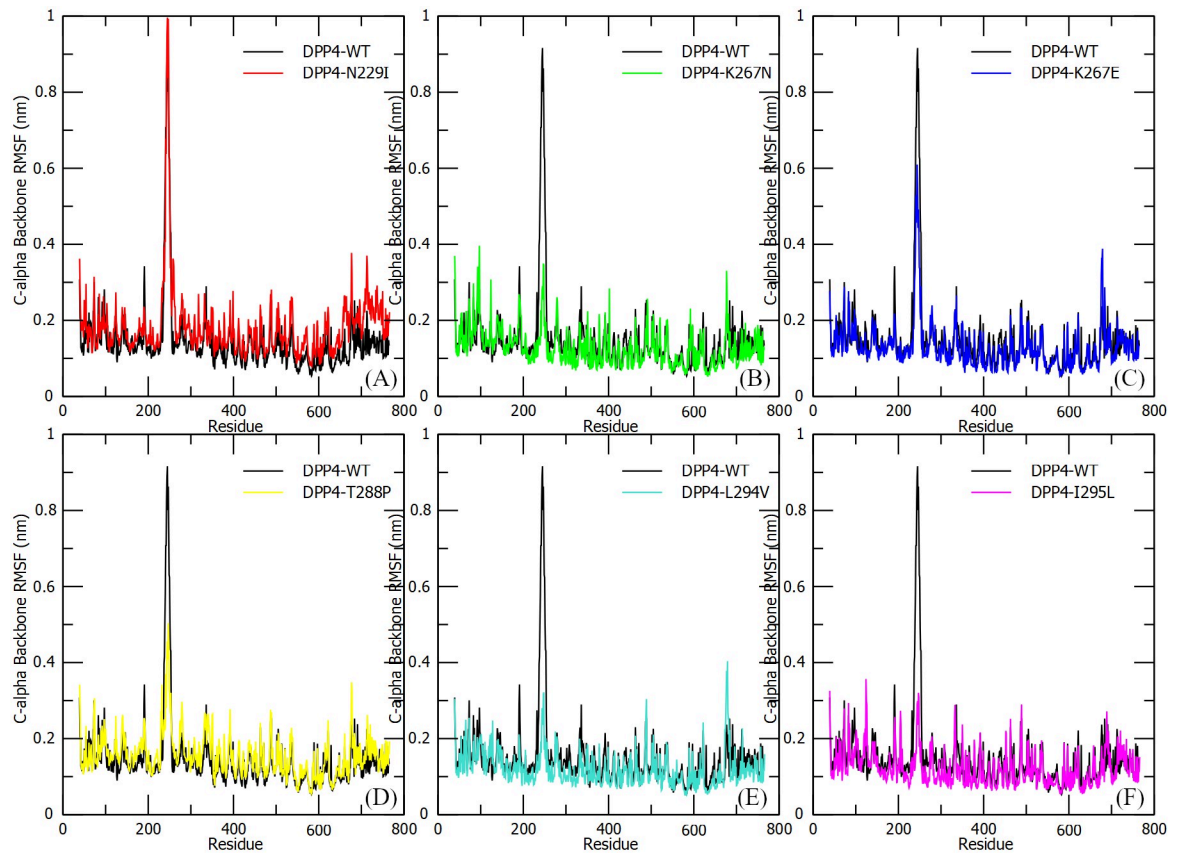 C-alpha Backbone RMSF (nm)
1
0.8
0.6
0.4
0.2
0
DPP4-WT
DPP4-N229I
(A)
0 200 400 600 800
Residue
C-alpha Backbone RMSF (nm)
1
0.8
0.6
0.4
0.2
0
DPP4-WT
DPP4-K267N
(B)
0 200 400 600 800
Residue
C-alpha Backbone RMSF (nm)
1
0.8
0.6
0.4
0.2
0
DPP4-WT
DPP4-K267E
(C)
0 200 400 600 800
Residue
C-alpha Backbone RMSF (nm)
1
0.8
0.6
0.4
0.2
0
DPP4-WT
DPP4-T288P
(D)
0 200 400 600 800
Residue
C-alpha Backbone RMSF (nm)
1
0.8
0.6
0.4
0.2
0
DPP4-WT
DPP4-L294V
(E)
0 200 400 600 800
Residue
C-alpha Backbone RMSF (nm)
1
0.8
0.6
0.4
0.2
0
DPP4-WT
DPP4-I295L
(F)
0 200 400 600 800
Residue